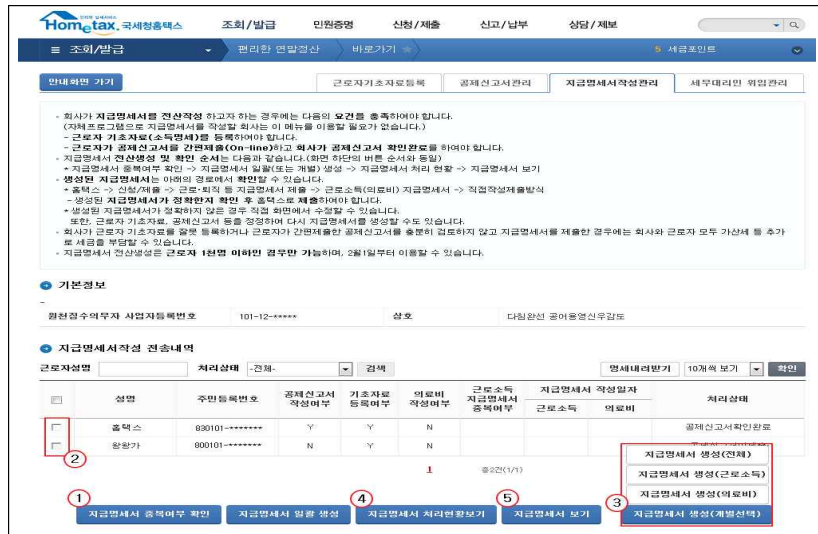 Hometax. 국세청홈택스
조회/발급 민원증명 신청/제출 신고/납부 상담/제보
≡ 조회/발급 편리한 연말정산 바로가기 ☆ 5 세금포인트
안내화면 가기 근로자기초자료등록 공제신고서관리 지급명세서작성관리 세무대리인 위임관리
- 회사가 지급명세서를 전산작성 하고자 하는 경우에는 다음의 요건을 충족하여야 합니다.
(자체프로그램으로 지급명세서를 작성할 회사는 이 메뉴를 이용할 필요가 없습니다.)
- 근로자 기초자료(소득명세)를 등록하여야 합니다.
- 근로자가 공제신고서를 간편제출(On-line)하고 회사가 공제신고서 확인완료를 하여야 합니다.
- 지급명세서 전산생성 및 확인 순서는 다음과 같습니다.(화면 하단의 버튼 순서와 동일)
* 지급명세서 중복여부 확인 -> 지급명세서 일괄(또는 개별) 생성 -> 지급명세서 처리 현황 -> 지급명세서 보기
- 생성된 지급명세서는 아래의 경로에서 확인할 수 있습니다.
* 홈택스 -> 신청/제출 -> 근로·퇴직 등 지급명세서 제출 -> 근로소득(의료비) 지급명세서 -> 직접작성제출방식
- 생성된 지급명세서가 정확한지 확인 후 홈택스로 제출하여야 합니다.
* 생성된 지급명세서가 정확하지 않은 경우 직접 화면에서 수정할 수 있습니다.
또한, 근로자 기초자료, 공제신고서 등을 정정하여 다시 지급명세서를 생성할 수도 있습니다.
- 회사가 근로자 기초자료를 잘못 등록하거나 근로자가 간편제출한 공제신고서를 충분히 검토하지 않고 지급명세서를 제출한 경우에는 회사와 근로자 모두 가산세 등 추가
로 세금을 부담할 수 있습니다.
- 지급명세서 전산생성은 근로자 1천명 이하인 경우만 가능하며, 2월1일부터 이용할 수 있습니다.
기본정보
원천징수의무자 사업자등록번호 101-12-***** 상호 다침완선 공어용영신우감도
지급명세서작성 전송내역
근로자성명 처리상태 -전체- 검색 명세내려받기 10개씩 보기 확인
성명 주민등록번호 공제신고서 작성여부 기초자료 등록여부 의료비 작성여부 근로소득 지급명세서 중복여부 지급명세서 작성일자 처리상태
근로소득 의료비
홈택스 830101-******* Y Y N 공제신고서확인완료
왕왕가 800101-******* N Y N
②
1 총2건(1/1)
지급명세서 생성(전체)
지급명세서 생성(근로소득)
지급명세서 생성(의료비)
① ④ ⑤ ③
지급명세서 중복여부 확인 지급명세서 일괄 생성 지급명세서 처리현황보기 지급명세서 보기 지급명세서 생성(개별선택)